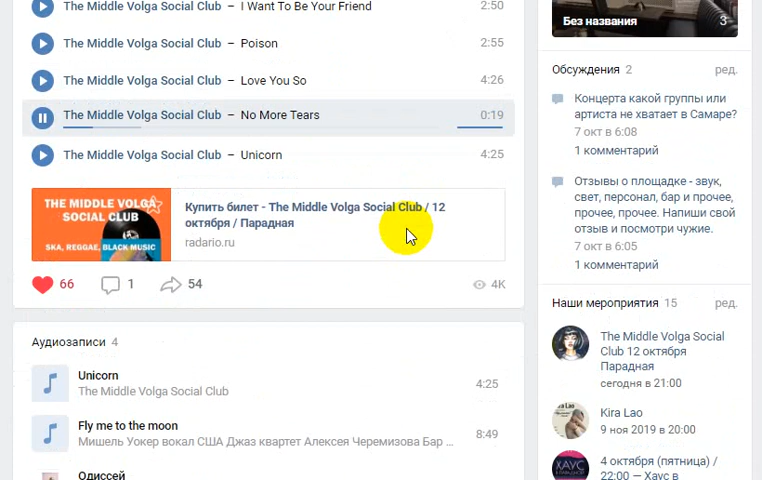 The Middle Volga Social Club – I Want To Be Your Friend 2:50
The Middle Volga Social Club – Poison 2:55
The Middle Volga Social Club – Love You So 4:26
The Middle Volga Social Club – No More Tears 0:19
The Middle Volga Social Club – Unicorn 4:25
THE MIDDLE VOLGA
SOCIAL CLUB
SKA, REGGAE, BLACK MUSIC
Купить билет - The Middle Volga Social Club / 12
октября / Парадная
radario.ru
66 1 54 4K
Аудиозаписи 4
Unicorn
The Middle Volga Social Club 4:25
Fly me to the moon
Мишель Уокер вокал США Джаз квартет Алексея Черемизова Бар ... 8:49
Одиссей
Без названия 3
Обсуждения 2 ред.
Концерта какой группы или
артиста не хватает в Самаре?
7 окт в 6:08
1 комментарий
Отзывы о площадке - звук,
свет, персонал, бар и прочее,
прочее, прочее. Напиши свой
отзыв и посмотри чужие.
7 окт в 6:05
1 комментарий
Наши мероприятия 15 ред.
The Middle Volga Social
Club 12 октября
Парадная
сегодня в 21:00
Kira Lao
Kira Lao
9 ноя 2019 в 20:00
ХАУС
4 октября (пятница) /
22:00 — Хаус в